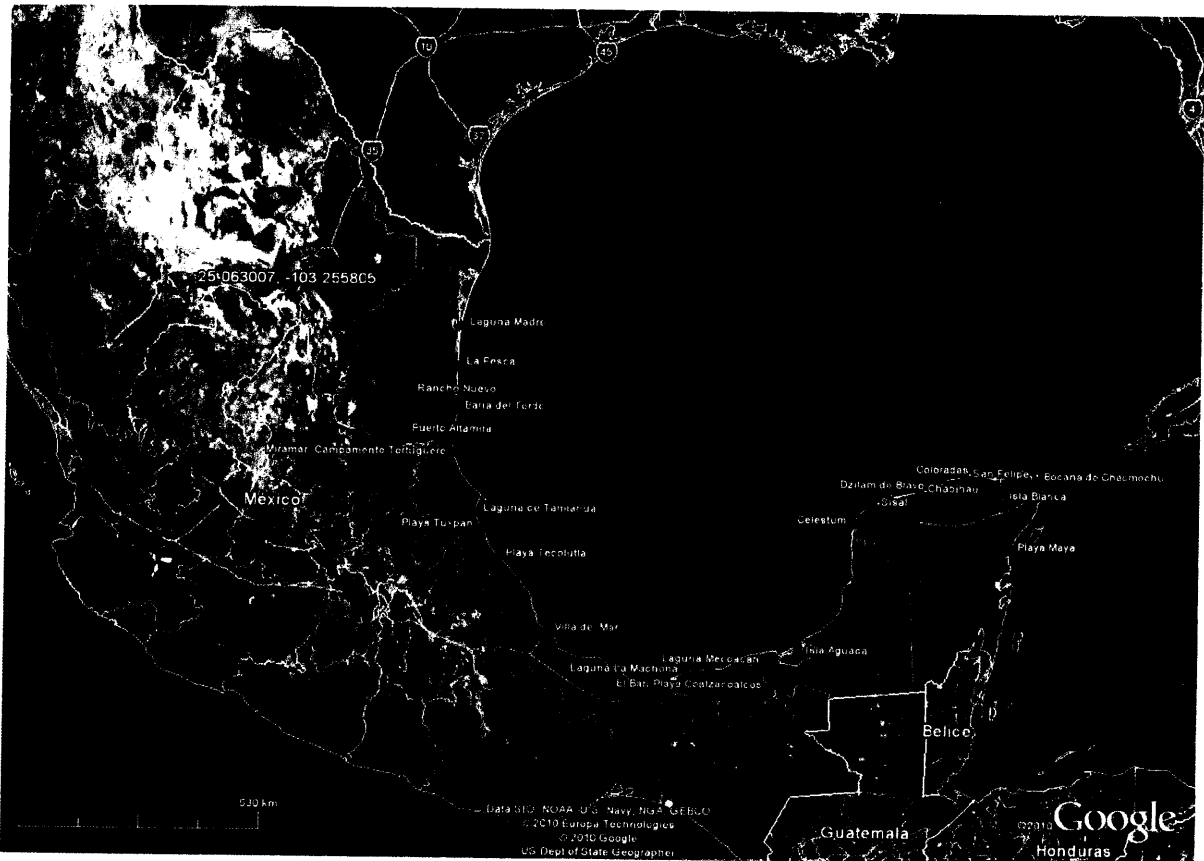 10
45
37
35
4
25.063007, -103.255805
Laguna Madre
La Pesca
Rancho Nuevo
Barra del Tordo
Puerto Altamira
Miramar Campamento Tortuguero
México
Laguna de Tamiahua
Playa Tuxpan
Playa Tecolutla
Coloradas
San Felipe
Bocana de Chacmochu
Dzilam de Bravo
Chabihau
Isla Blanca
Sisal
Celestum
Playa Maya
Villa del Mar
Isla Aguada
Laguna Mecoacan
Laguna La Machona
El Bari Playa Coatzacoalcos
Belice
530 km
Data SIO, NOAA, U.S. Navy, NGA, GEBCO
© 2010 Europa Technologies
© 2010 Google
US Dept of State Geographer
Guatemala
©2010 Google
Honduras